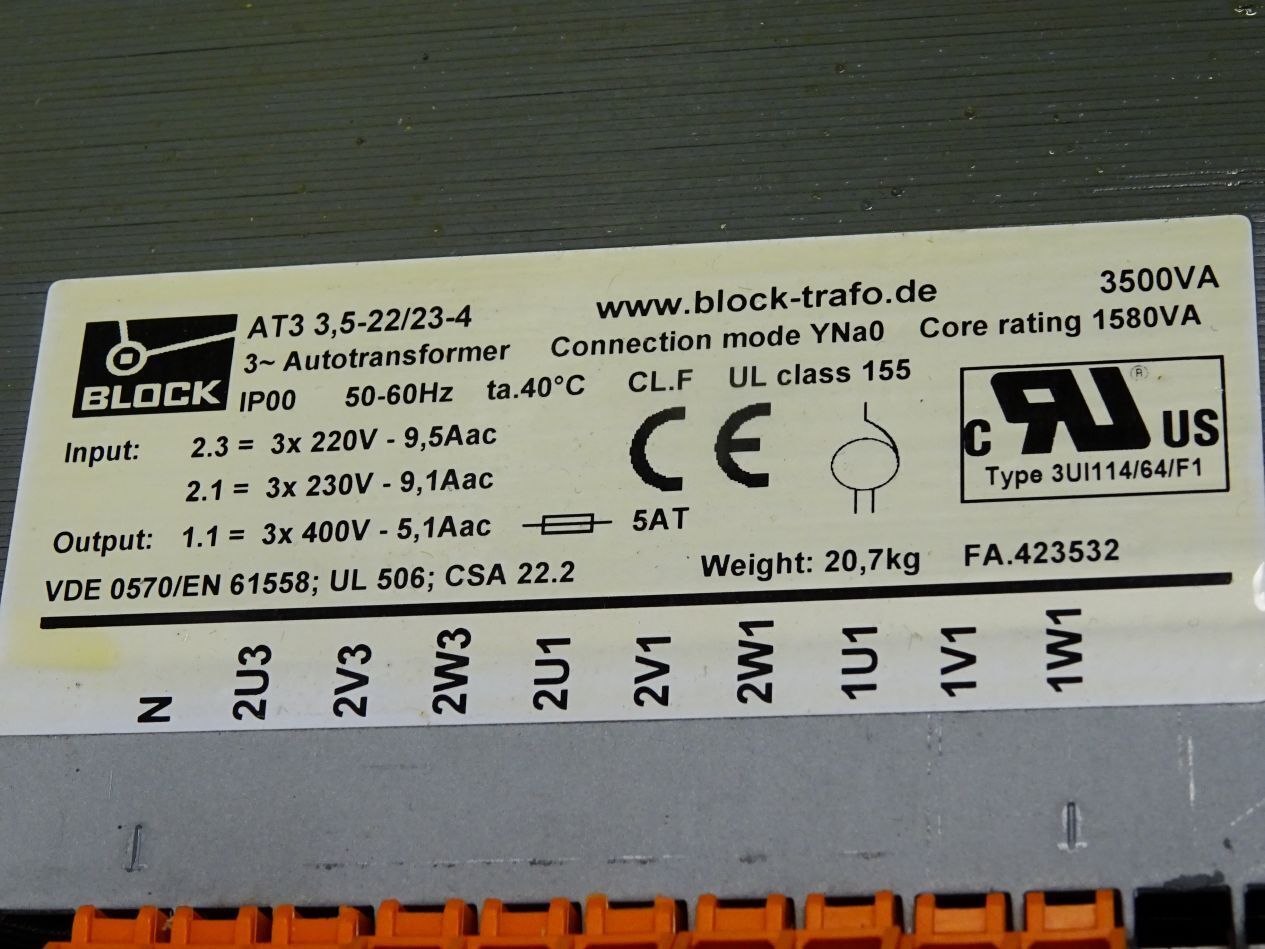 BLOCK
AT3 3,5-22/23-4 www.block-trafo.de 3500VA
3~ Autotransformer Connection mode YNa0 Core rating 1580VA
IP00 50-60Hz ta.40°C CL.F UL class 155
Input: 2.3 = 3x 220V - 9,5Aac
2.1 = 3x 230V - 9,1Aac
Output: 1.1 = 3x 400V - 5,1Aac 5AT
CE
C RU ® US
Type 3UI114/64/F1
VDE 0570/EN 61558; UL 506; CSA 22.2 Weight: 20,7kg FA.423532
N 2U3 2V3 2W3 2U1 2V1 2W1 1U1 1V1 1W1